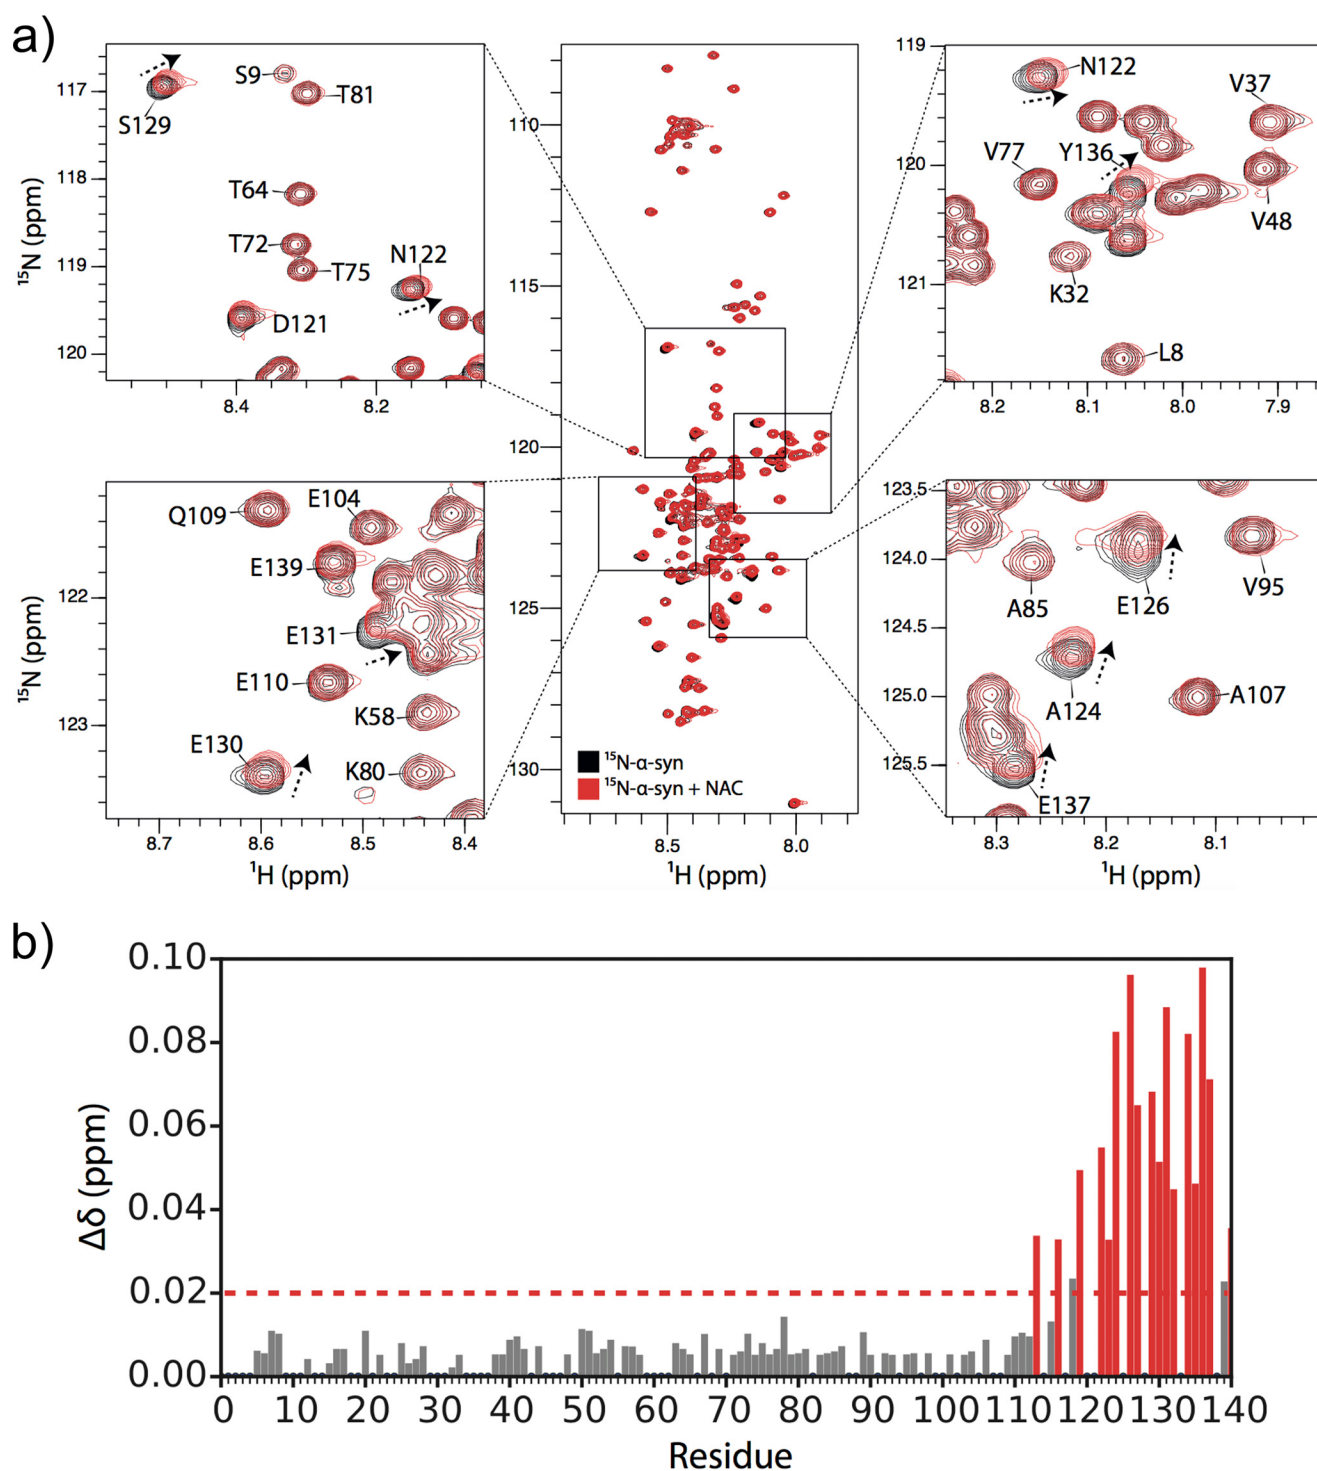 a)
117
118
119
120
¹⁵N (ppm)
S129
S9
T81
T64
T72
T75
N122
D121
8.4
8.2
110
115
120
125
130
8.5
8.0
¹H (ppm)
¹⁵N-α-syn
¹⁵N-α-syn + NAC
119
120
121
N122
V37
V77
Y136
V48
K32
L8
8.2
8.1
8.0
7.9
122
123
¹⁵N (ppm)
Q109
E104
E139
E131
E110
K58
E130
K80
8.7
8.6
8.5
8.4
¹H (ppm)
123.5
124.0
124.5
125.0
125.5
A85
E126
V95
A124
A107
E137
8.3
8.2
8.1
¹H (ppm)
b)
0.10
0.08
0.06
0.04
0.02
0.00
Δδ (ppm)
0 10 20 30 40 50 60 70 80 90 100 110 120 130 140
Residue